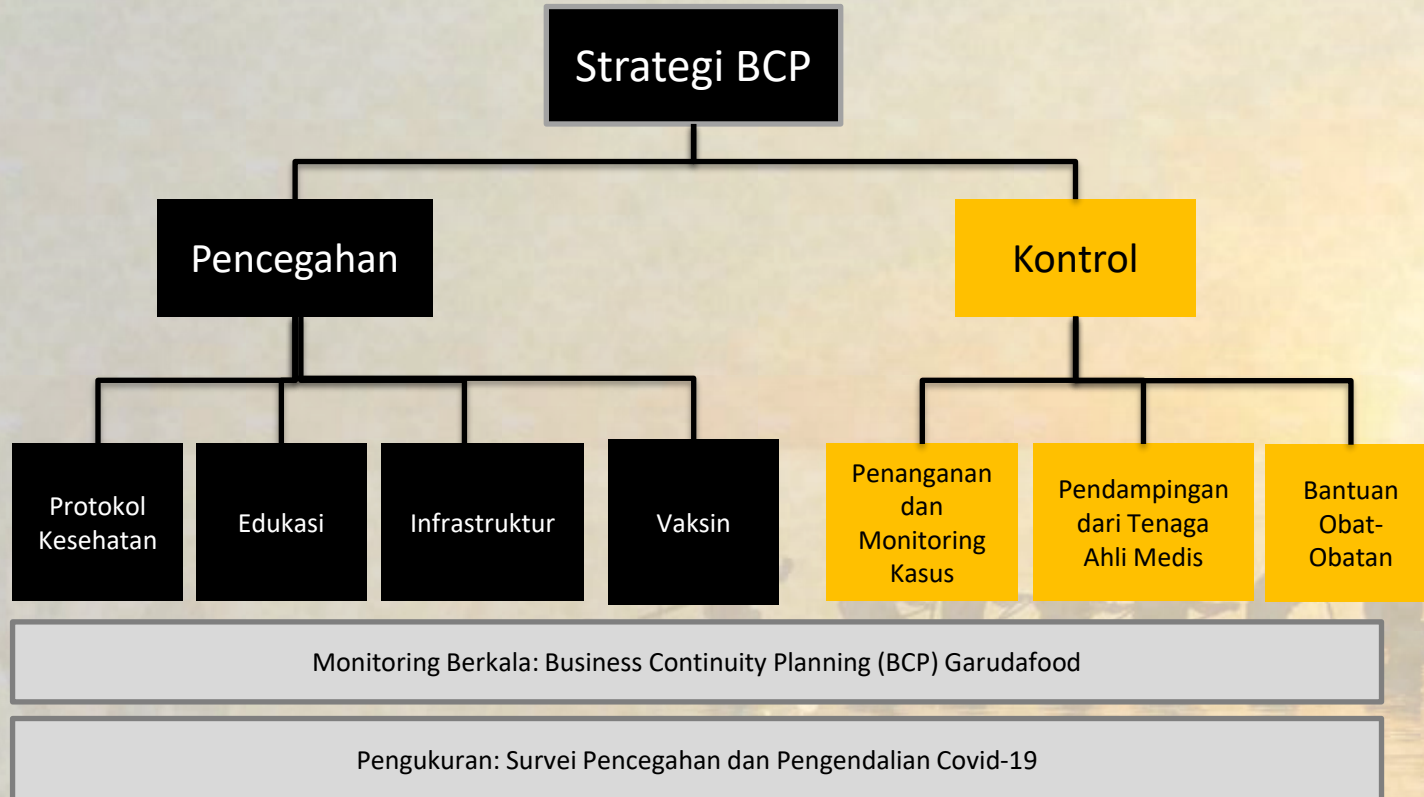 Strategi BCP
Pencegahan
Kontrol
Protokol
Kesehatan
Edukasi
Infrastruktur
Vaksin
Penanganan
dan
Monitoring
Kasus
Pendampingan
dari Tenaga
Ahli Medis
Bantuan
Obat-
Obatan
Monitoring Berkala: Business Continuity Planning (BCP) Garudafood
Pengukuran: Survei Pencegahan dan Pengendalian Covid-19